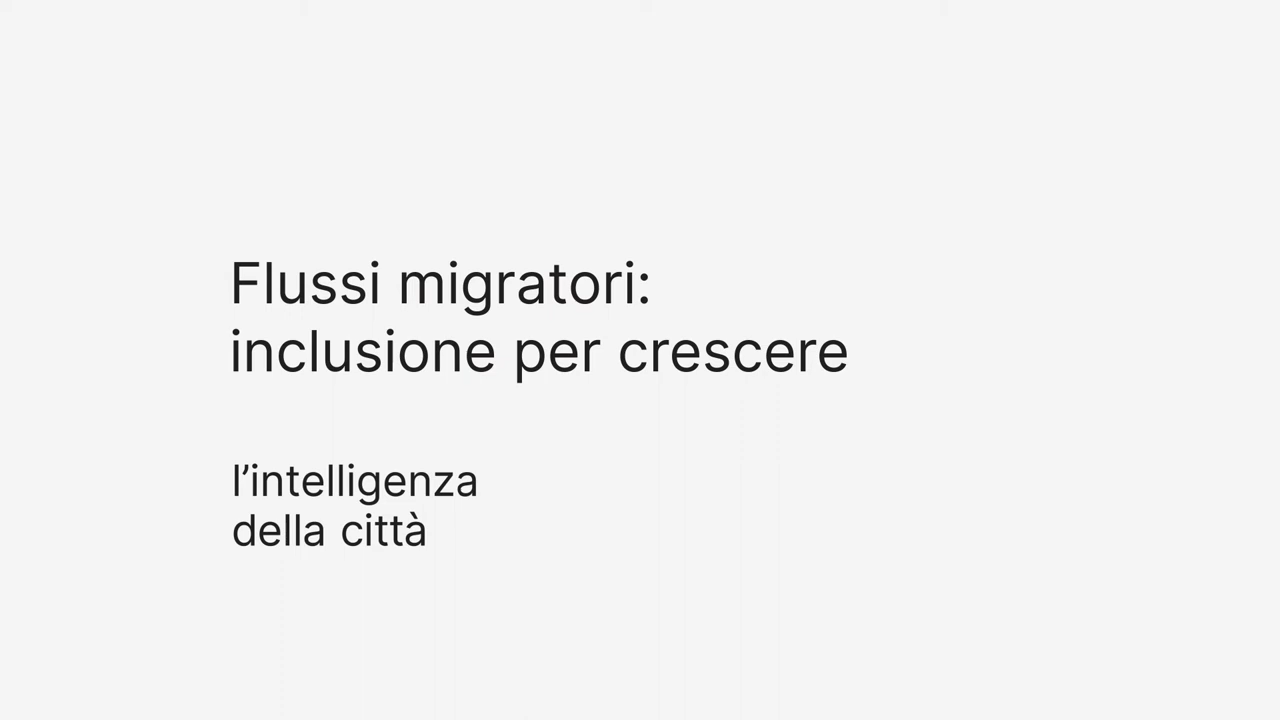 Flussi migratori:
inclusione per crescere
l’intelligenza
della città